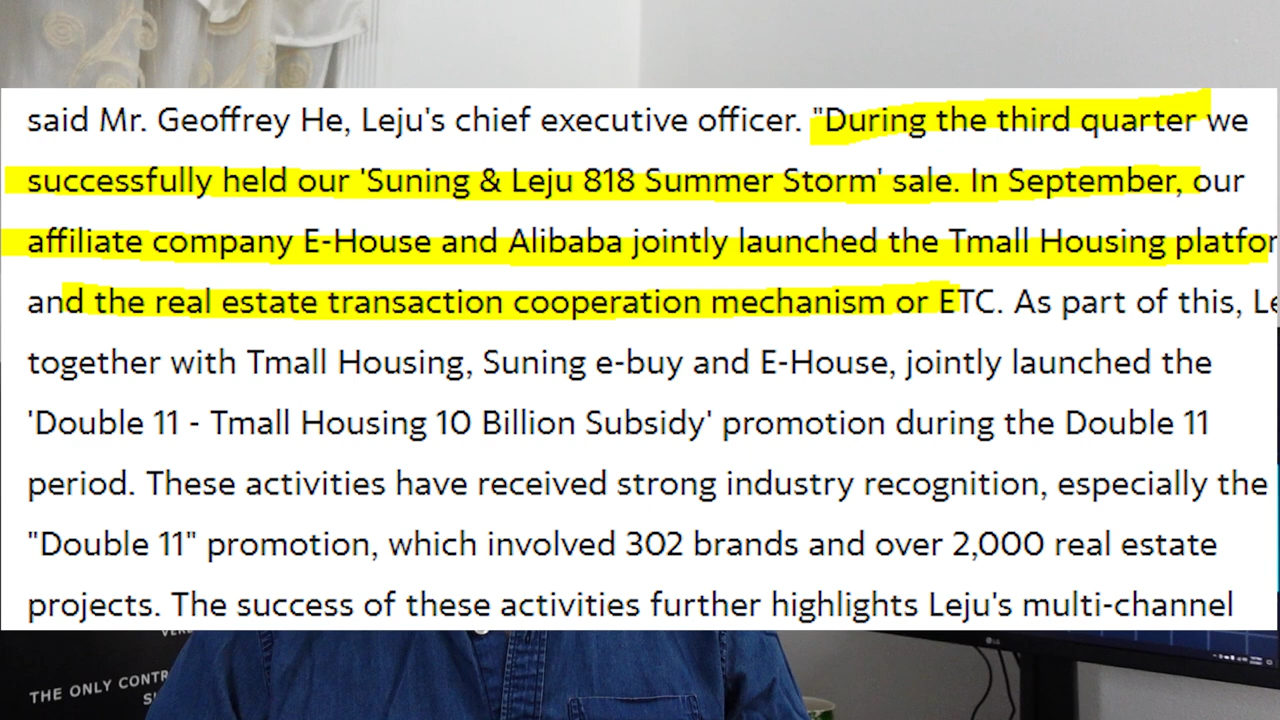 said Mr. Geoffrey He, Leju's chief executive officer. "During the third quarter we
successfully held our 'Suning & Leju 818 Summer Storm' sale. In September, our
affiliate company E-House and Alibaba jointly launched the Tmall Housing
and the real estate transaction cooperation mechanism or ETC. As part of this,
together with Tmall Housing, Suning e-buy and E-House, jointly launched the
'Double 11 - Tmall Housing 10 Billion Subsidy' promotion during the Double 11
period. These activities have received strong industry recognition, especially the
"Double 11" promotion, which involved 302 brands and over 2,000 real estate
projects. The success of these activities further highlights Leju's multi-channel
THE ONLY
LG